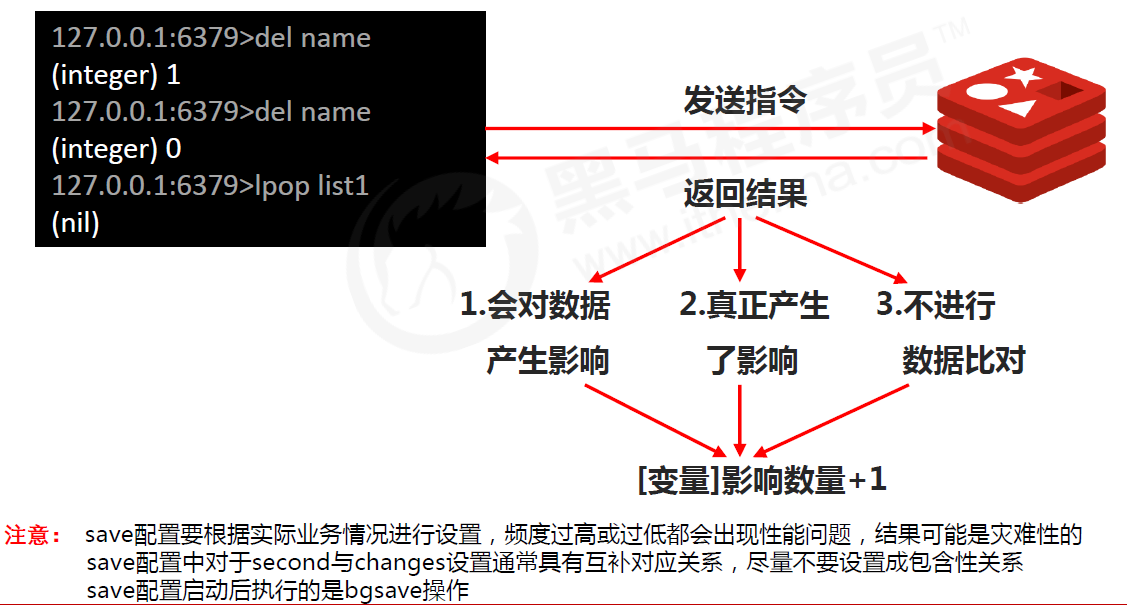 127.0.0.1:6379>del name
(integer) 1
127.0.0.1:6379>del name
(integer) 0
127.0.0.1:6379>lpop list1
(nil)
发送指令
返回结果
1.会对数据
产生影响
2.真正产生
了影响
3.不进行
数据比对
[变量]影响数量+1
注意： save配置要根据实际业务情况进行设置，频度过高或过低都会出现性能问题，结果可能是灾难性的
save配置中对于second与changes设置通常具有互补对应关系，尽量不要设置成包含性关系
save配置启动后执行的是bgsave操作
黑马程序员TM